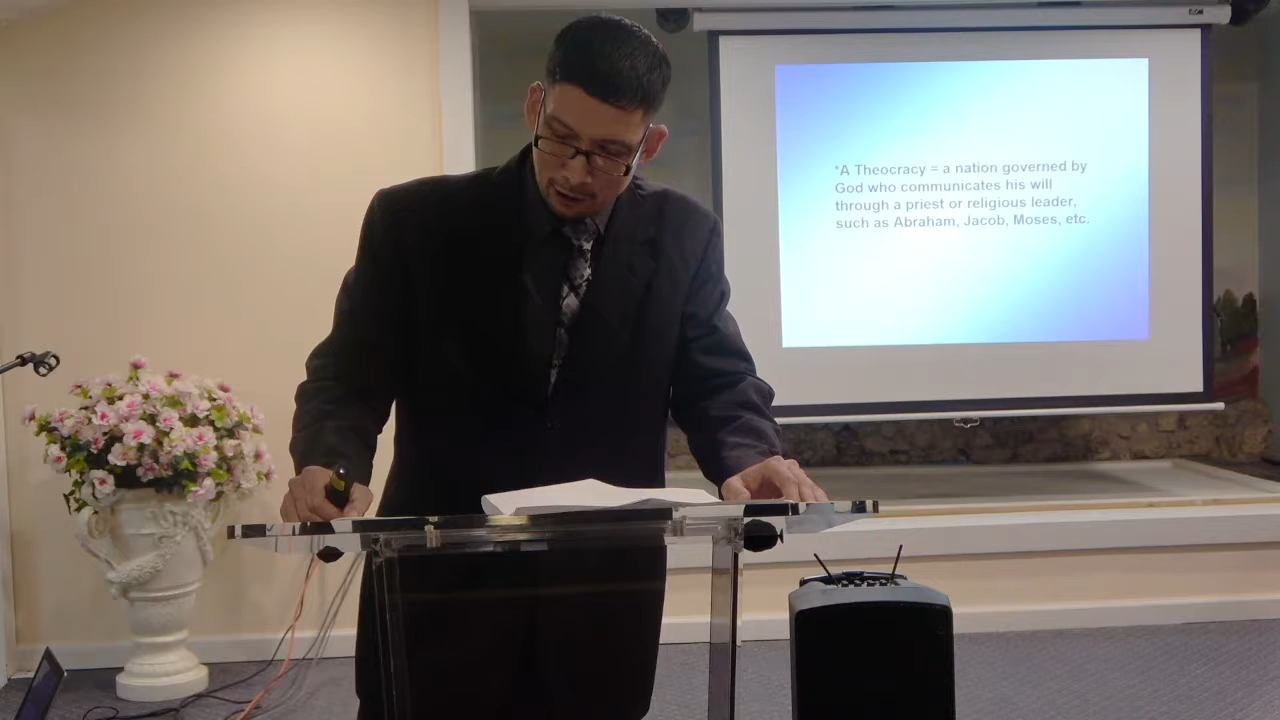 *A Theocracy = a nation governed by
God who communicates his will
through a priest or religious leader,
such as Abraham, Jacob, Moses, etc.